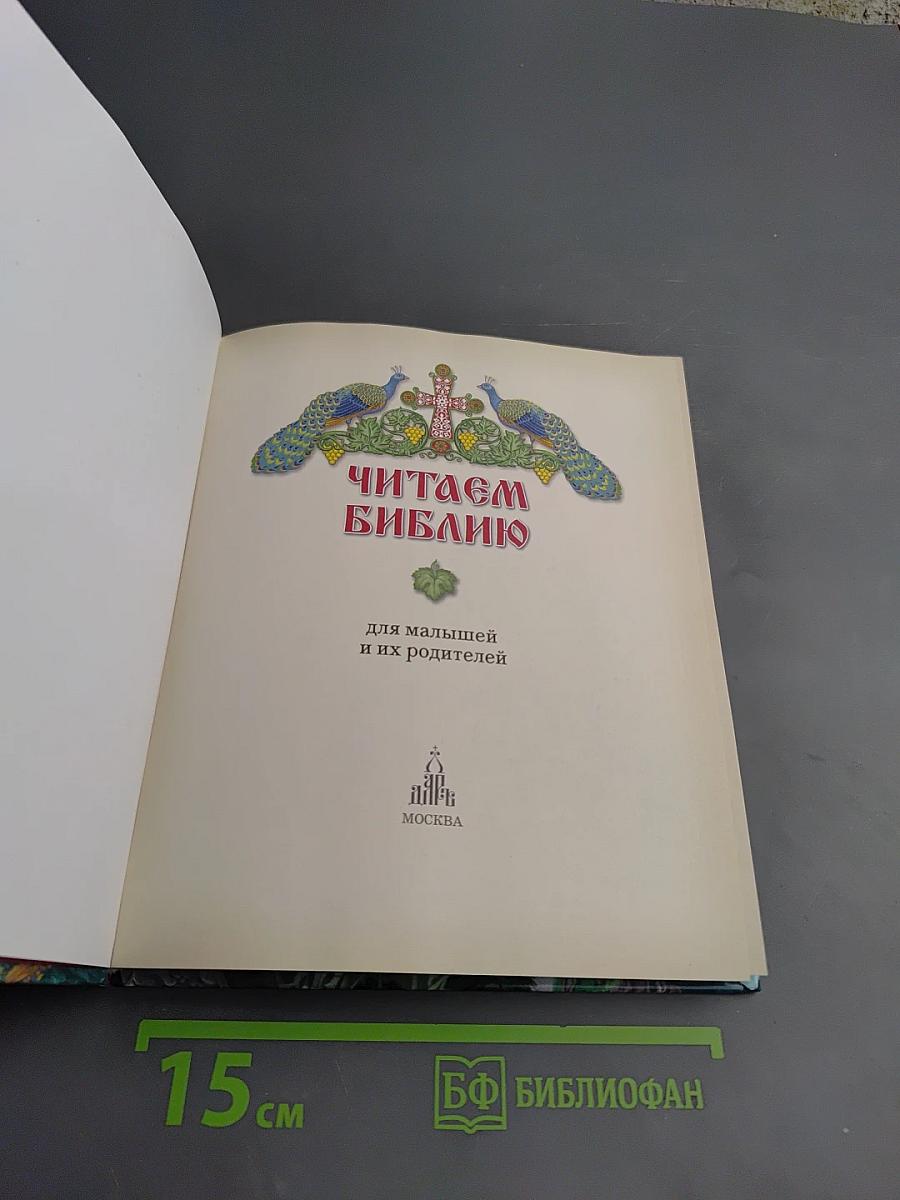 ЧИТАЕМ
БИБЛИЮ
для малышей
и их родителей
ДАРЪ
МОСКВА
15 см
БФ БИБЛИОФАН